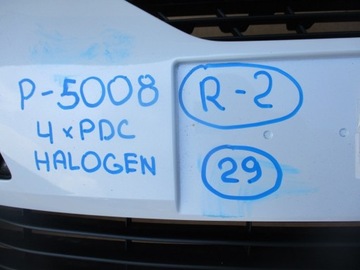 P-5008
4xPDC
HALOGEN
R-2
29